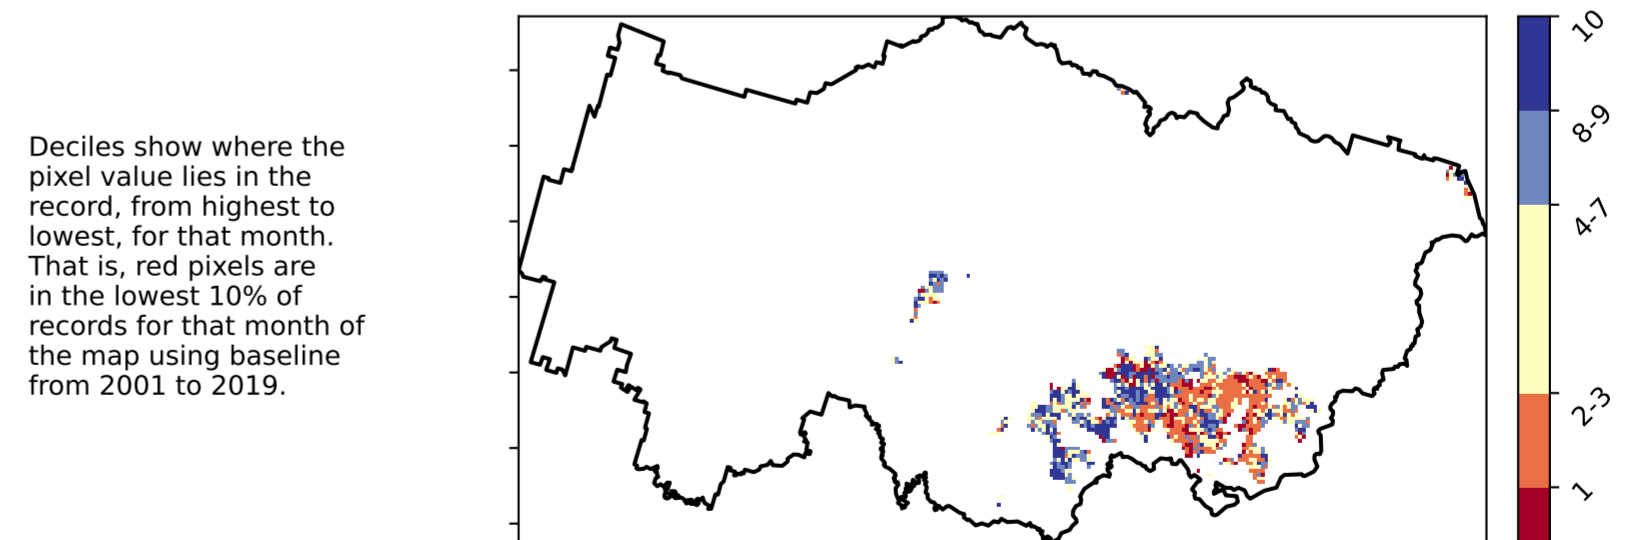 Deciles show where the
pixel value lies in the
record, from highest to
lowest, for that month.
That is, red pixels are
in the lowest 10% of
records for that month of
the map using baseline
from 2001 to 2019.
10
8-9
4-7
2-3
1